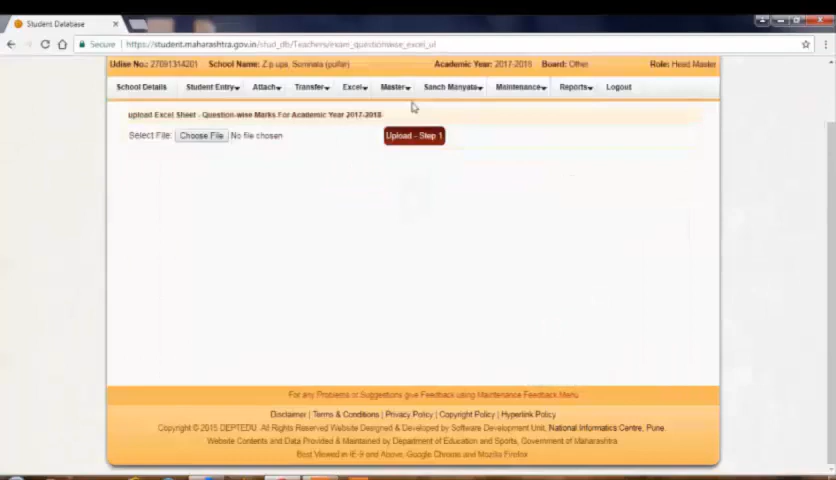 Student Database
Secure | https://student.maharashtra.gov.in/stud_db/Teachers/exam_questionwise_excel_ul
Udise No.: 27091314201 School Name: Z.p.upa. Somnata (pollar) Academic Year: 2017-2018 Board: Other Role: Head Master
School Details Student Entry Attach Transfer Excel Master Sanch Manyata Maintenance Reports Logout
upload Excel Sheet - Question-wise Marks For Academic Year 2017-2018
Select File: Choose File No file chosen Upload - Step 1
For any Problems or Suggestions give Feedback using Maintenance Feedback Menu
Disclaimer | Terms & Conditions | Privacy Policy | Copyright Policy | Hyperlink Policy
Copyright © 2015 DEPTEDU. All Rights Reserved Website Designed & Developed by Software Development Unit, National Informatics Centre, Pune.
Website Contents and Data Provided & Maintained by Department of Education and Sports, Government of Maharashtra
Best Viewed in IE-9 and Above, Google Chrome and Mozilla Firefox